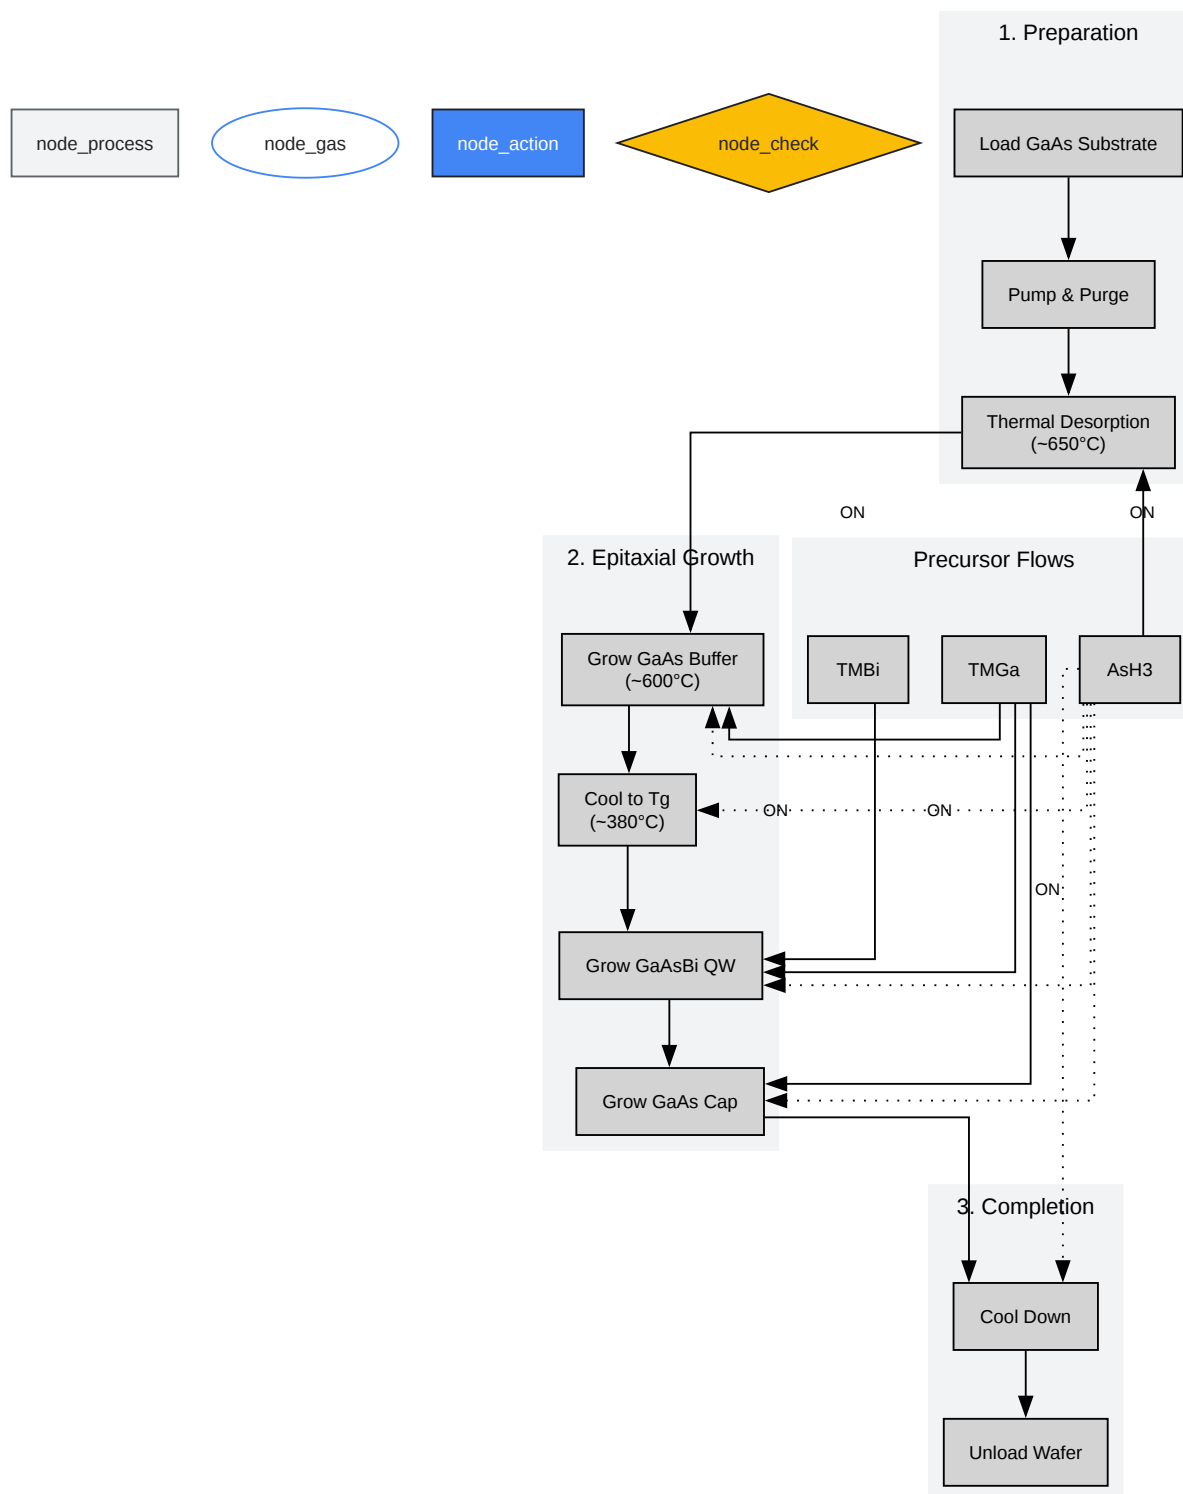 1. Preparation
node_process
node_gas
node_action
node_check
Load GaAs Substrate
Pump & Purge
Thermal Desorption
(~650°C)
ON
ON
2. Epitaxial Growth
Precursor Flows
Grow GaAs Buffer
(~600°C)
TMBi
TMGa
AsH3
Cool to Tg
(~380°C)
ON
ON
ON
Grow GaAsBi QW
Grow GaAs Cap
3. Completion
Cool Down
Unload Wafer